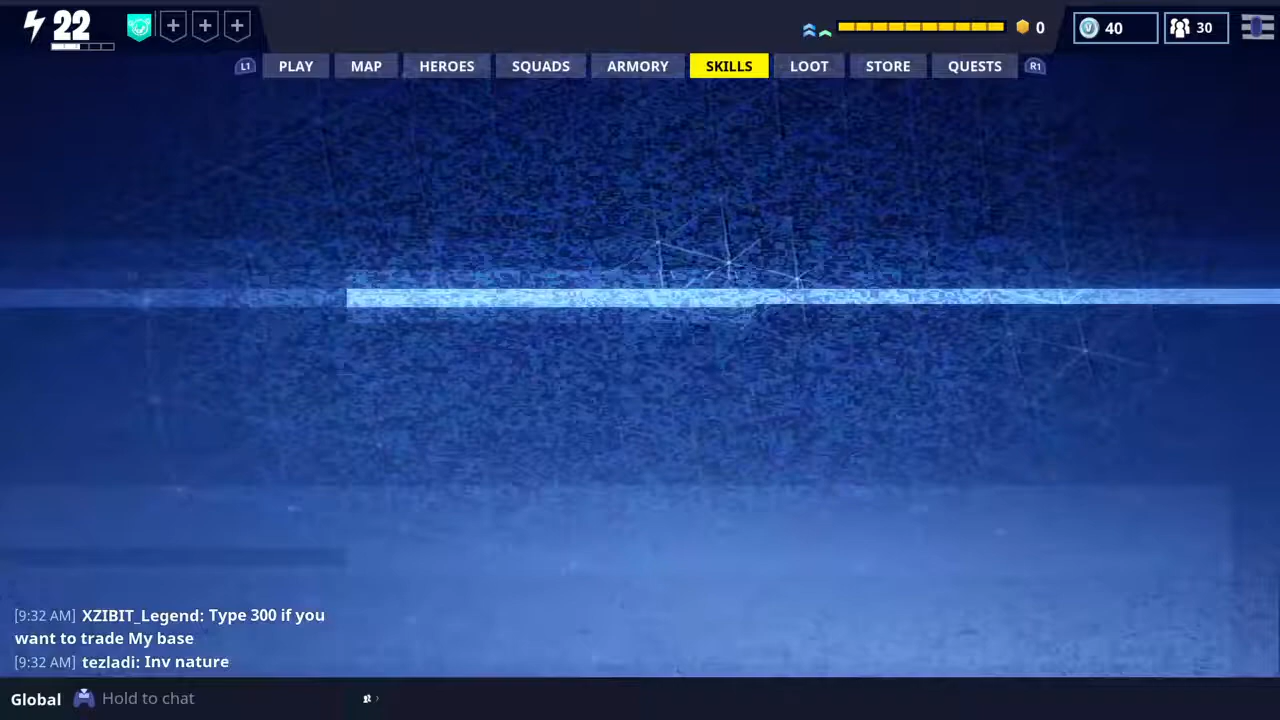 22
0
40
30
L1 PLAY MAP HEROES SQUADS ARMORY SKILLS LOOT STORE QUESTS R1
[9:32 AM] XZIBIT_Legend: Type 300 if you
want to trade My base
[9:32 AM] tezladi: Inv nature
Global Hold to chat